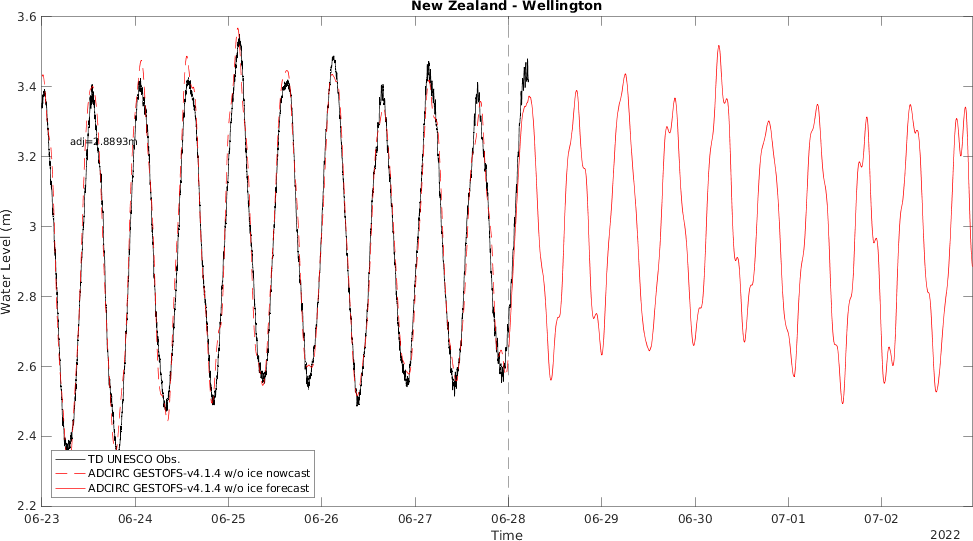 New Zealand - Wellington
3.6
3.4
adj=2.8893m
3.2
3
2.8
2.6
2.4
2.2
Water Level (m)
TD UNESCO Obs.
ADCIRC GESTOFS-v4.1.4 w/o ice nowcast
ADCIRC GESTOFS-v4.1.4 w/o ice forecast
06-23 06-24 06-25 06-26 06-27 06-28 06-29 06-30 07-01 07-02
Time
2022